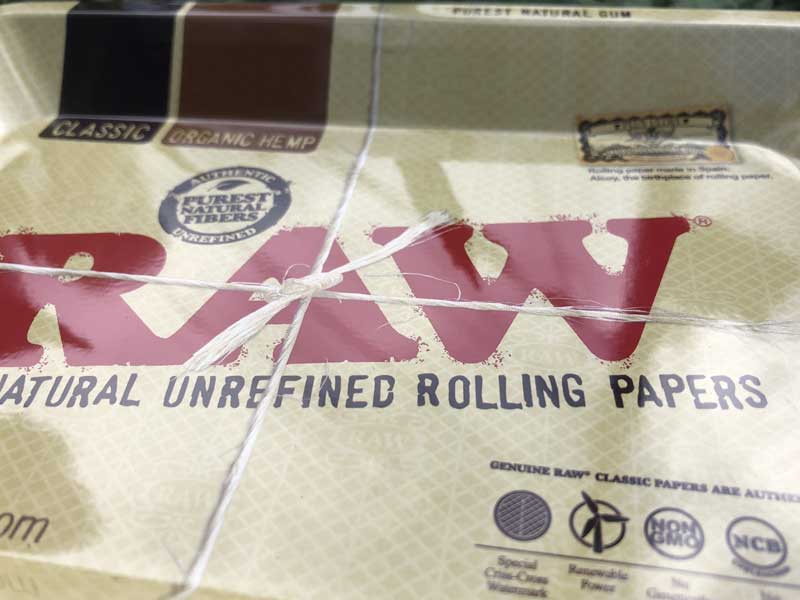 PUREST NATURAL GUM
CLASSIC
ORGANIC HEMP
AUTHENTIC
PUREST
NATURAL
FIBERS
UNREFINED
Rolling paper made in Spain.
Alcoy, the birthplace of rolling paper.
RAW®
NATURAL UNREFINED ROLLING PAPERS
RAW
GENUINE RAW® CLASSIC PAPERS ARE AUTHE
NON
GMO
NCB
Special
Criss-Cross
Watermark
Renewable
Power
No
om